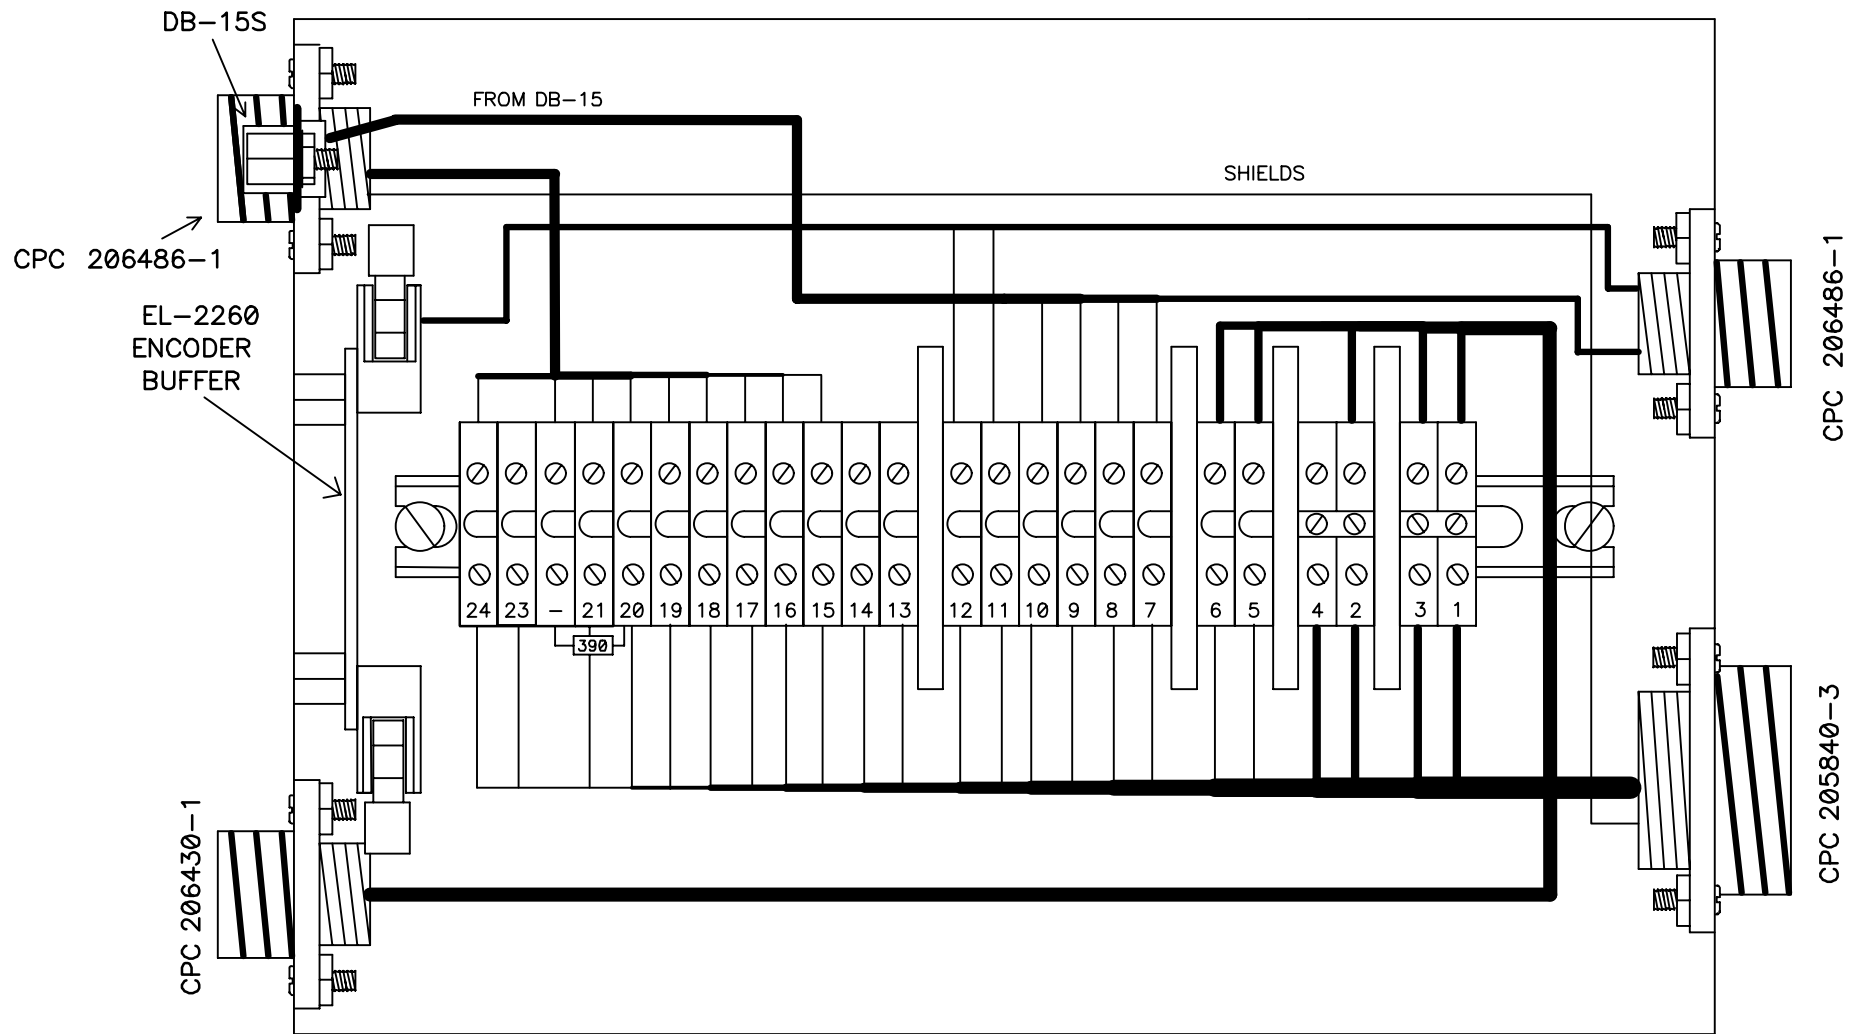 DB-15S
FROM DB-15
SHIELDS
CPC 206486-1
CPC 206486-1
EL-2260
ENCODER
BUFFER
24 23 - 21 20 19 18 17 16 15 14 13 12 11 10 9 8 7 6 5 4 2 3 1
390
CPC 206430-1
CPC 205840-3